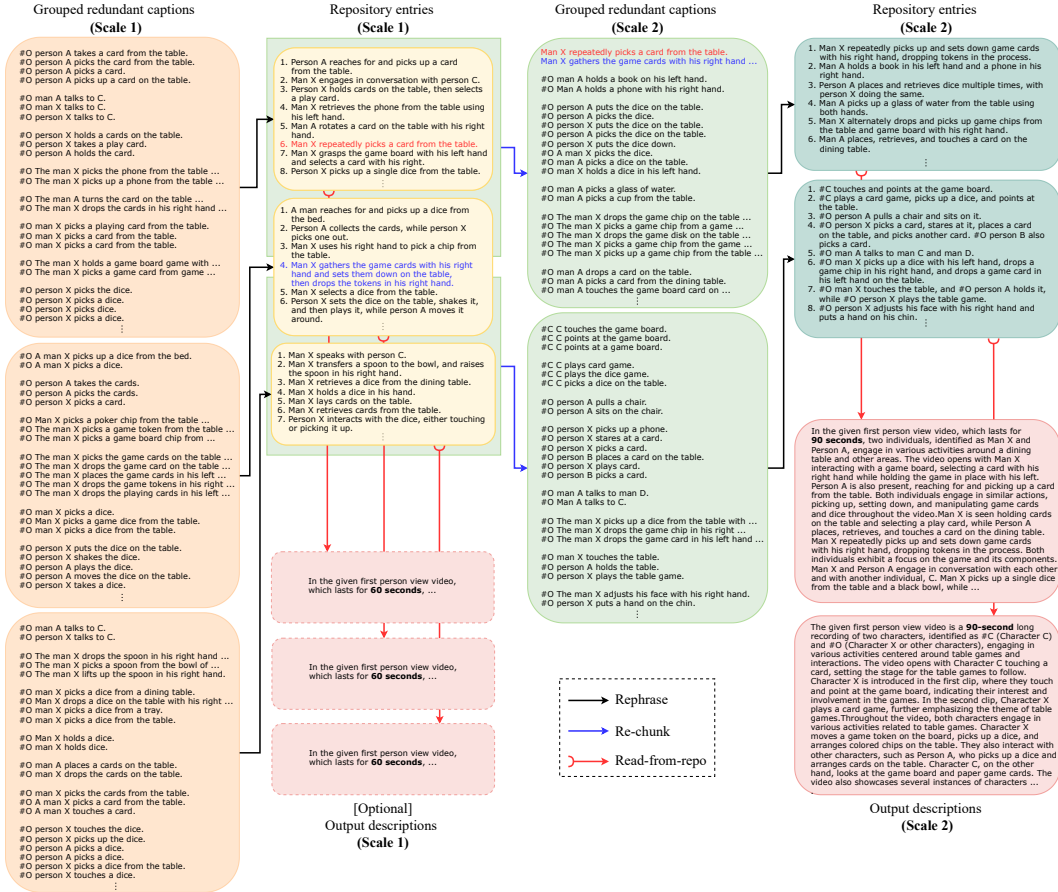 Grouped redundant captions
(Scale 1)
#O person A takes a card from the table.
#O person A picks the card from the table.
#O person A picks a card.
#O person A picks up a card on the table.
#O man A talks to C.
#O man X talks to C.
#O person X talks to C.
#O person X holds a cards on the table.
#O person X takes a play card.
#O person A holds the card.
#O The man X picks the phone from the table ...
#O The man X picks up a phone from the table ...
#O The man A turns the card on the table ...
#O The man X drops the cards in his right hand ...
#O man X picks a playing card from the table.
#O man X picks a card from the table.
#O man X picks a card from the table.
#O The man X holds a game board game with ...
#O The man X picks a game card from game ...
#O person X picks the dice.
#O person X picks a dice.
#O person X picks dice.
#O person X picks a dice.
⋮
#O A man X picks up a dice from the bed.
#O A man X picks a dice.
#O person A takes the cards.
#O person A picks the cards.
#O person X picks a card.
#O Man X picks a poker chip from the table ...
#O The man X picks a game token from the table ...
#O The man X picks a game board chip from ...
#O The man X picks the game cards on the table ...
#O The man X drops the game card on the table ...
#O The man X places the game cards in his left ...
#O The man X drops the game tokens in his right ...
#O The man X drops the playing cards in his left ...
#O man X picks a dice.
#O Man X picks a game dice from the table.
#O man X picks a dice from the table.
#O person X puts the dice on the table.
#O person X shakes the dice.
#O person A plays the dice.
#O person A moves the dice on the table.
#O person X takes a dice.
⋮
#O man A talks to C.
#O person X talks to C.
#O The man X drops the spoon in his right hand ...
#O The man X picks a spoon from the bowl of ...
#O The man X lifts up the spoon in his right hand.
#O man X picks a dice from a dining table.
#O Man X drops a dice on the table with his right ...
#O man X picks a dice from a tray.
#O man X picks a dice from the table.
#O Man X holds a dice.
#O man X holds dice.
#O man A places a cards on the table.
#O man X drops the cards on the table.
#O man X picks the cards from the table.
#O A man X picks a card from the table.
#O A man X touches a card.
#O person X touches the dice.
#O person X picks up the dice.
#O person A picks a dice.
#O person A picks a dice.
#O person X picks a dice from the table.
#O person X touches a dice.
⋮
Repository entries
(Scale 1)
1. Person A reaches for and picks up a card
from the table.
2. Man X engages in conversation with person C.
3. Person X holds cards on the table, then selects
a play card.
4. Man X retrieves the phone from the table using
his left hand.
5. Man A rotates a card on the table with his right
hand.
6. Man X repeatedly picks a card from the table.
7. Man X grasps the game board with his left hand
and selects a card with his right.
8. Person X picks up a single dice from the table.
⋮
1. A man reaches for and picks up a dice from
the bed.
2. Person A collects the cards, while person X
picks one out.
3. Man X uses his right hand to pick a chip from
the table.
4. Man X gathers the game cards with his right
hand and sets them down on the table,
then drops the tokens in his right hand.
5. Man X selects a dice from the table.
6. Person X sets the dice on the table, shakes it,
and then plays it, while person A moves it
around.
⋮
1. Man X speaks with person C.
2. Man X transfers a spoon to the bowl, and raises
the spoon in his right hand.
3. Man X retrieves a dice from the dining table.
4. Man X holds a dice in his hand.
5. Man X lays cards on the table.
6. Man X retrieves cards from the table.
7. Person X interacts with the dice, either touching
or picking it up.
⋮
In the given first person view video,
which lasts for 60 seconds, ...
In the given first person view video,
which lasts for 60 seconds, ...
In the given first person view video,
which lasts for 60 seconds, ...
[Optional]
Output descriptions
(Scale 1)
Grouped redundant captions
(Scale 2)
Man X repeatedly picks a card from the table.
Man X gathers the game cards with his right hand ...
#O man A holds a book on his left hand.
#O Man A holds a phone with his right hand.
#O person A puts the dice on the table.
#O person A picks the dice.
#O person X puts the dice on the table.
#O person A picks the dice on the table.
#O person X puts the dice down.
#O A man X picks the dice.
#O man A picks a dice on the table.
#O man X holds a dice in his left hand.
#O man A picks a glass of water.
#O man A picks a cup from the table.
#O The man X drops the game chip on the table ...
#O The man X picks a game chip from a game ...
#O The man X drops the game disk on the table ...
#O The man X picks a game chip from the game ...
#O The man X picks up a game chip from the table ...
#O man A drops a card on the table.
#O man A picks a card from the dining table.
#O man A touches the game board card on ...
⋮
#C C touches the game board.
#C C points at the game board.
#C C points at a game board.
#C C plays card game.
#C C plays the dice game.
#C C picks a dice on the table.
#O person A pulls a chair.
#O person A sits on the chair.
#O person X picks up a phone.
#O person X stares at a card.
#O person X picks a card.
#O person B places a card on the table.
#O person X plays card.
#O person B picks a card.
#O man A talks to man D.
#O Man A talks to C.
#O The man X picks up a dice from the table with ...
#O The man X drops the game chip in his right ...
#O The man X drops the game card in his left hand ...
#O man X touches the table.
#O person A holds the table.
#O person X plays the table game.
#O The man X adjusts his face with his right hand.
#O person X puts a hand on the chin.
⋮
Rephrase
Re-chunk
Read-from-repo
Repository entries
(Scale 2)
1. Man X repeatedly picks up and sets down game cards
with his right hand, dropping tokens in the process.
2. Man A holds a book in his left hand and a phone in his
right hand.
3. Person A places and retrieves dice multiple times, with
person X doing the same.
4. Man A picks up a glass of water from the table using
both hands.
5. Man X alternately drops and picks up game chips from
the table and game board with his right hand.
6. Man A places, retrieves, and touches a card on the
dining table.
⋮
1. #C touches and points at the game board.
2. #C plays a card game, picks up a dice, and points at
the table.
3. #O person A pulls a chair and sits on it.
4. #O person X picks a card, stares at it, places a card
on the table, and picks another card. #O person B also
picks a card.
5. #O man A talks to man C and man D.
6. #O man X picks up a dice with his left hand, drops a
game chip in his right hand, and drops a game card in
his left hand on the table.
7. #O man X touches the table, and #O person A holds it,
while #O person X plays the table game.
8. #O person X adjusts his face with his right hand and
puts a hand on his chin.
⋮
In the given first person view video, which lasts for
90 seconds, two individuals, identified as Man X and
Person A, engage in various activities around a dining
table and other areas. The video opens with Man X
interacting with a game board, selecting a card with his
right hand while holding the game in place with his left.
Person A is also present, reaching for and picking up a card
from the table. Both individuals engage in similar actions,
picking up, setting down, and manipulating game cards
and dice throughout the video.Man X is seen holding cards
on the table and selecting a play card, while Person A
places, retrieves, and touches a card on the dining table.
Man X repeatedly picks up and sets down game cards
with his right hand, dropping tokens in the process. Both
individuals exhibit a focus on the game and its components.
Man X and Person A engage in conversation with each other
and with another individual, C. Man X picks up a single dice
from the table and a black bowl, while ...
The given first person view video is a 90-second long
recording of two characters, identified as #C (Character C)
and #O (Character X or other characters), engaging in
various activities centered around table games and
interactions. The video opens with Character C touching a
card, setting the stage for the table games to follow.
Character X is introduced in the first clip, where they touch
and point at the game board, indicating their interest and
involvement in the games. In the second clip, Character X
plays a card game, further emphasizing the theme of table
games.Throughout the video, both characters engage in
various activities related to table games. Character X
moves a game token on the board, picks up a dice, and
arranges colored chips on the table. They also interact with
other characters, such as Person A, who picks up a dice and
arranges cards on the table. Character C, on the other
hand, looks at the game board and paper game cards. The
video also showcases several instances of characters ...
Output descriptions
(Scale 2)